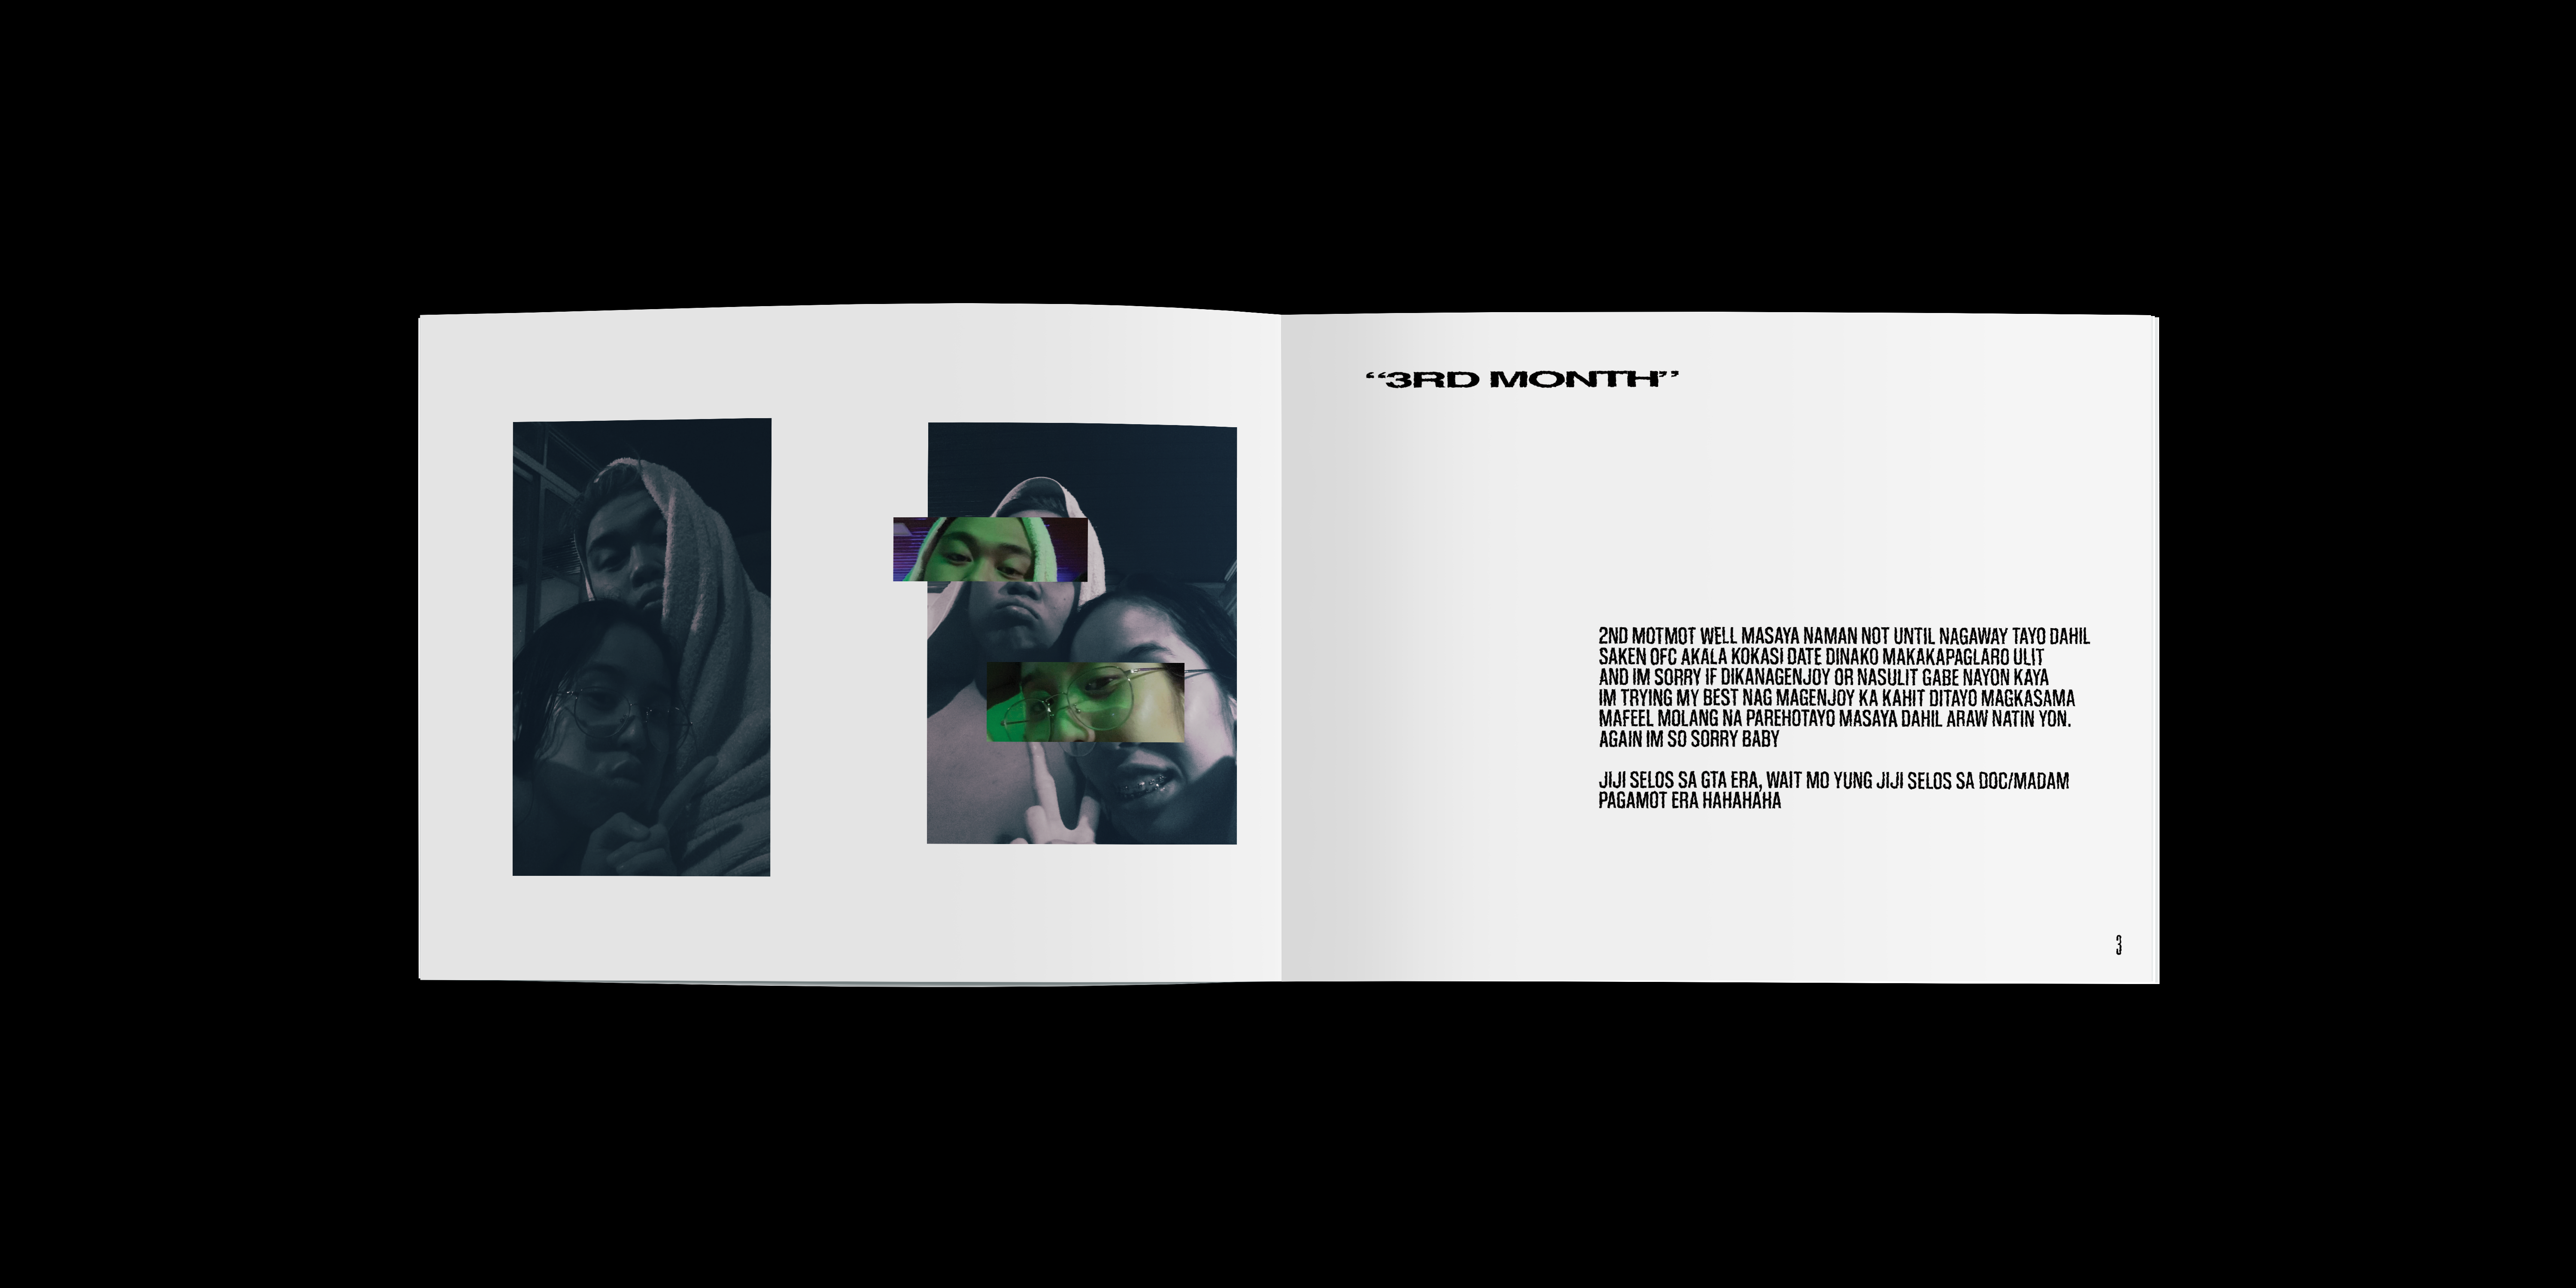 “3RD MONTH”
2ND MOTMOT WELL MASAYA NAMAN NOT UNTIL NAGAWAY TAYO DAHIL
SAKEN OFC AKALA KOKASI DATE DINAKO MAKAKAPAGLARO ULIT
AND IM SORRY IF DIKANAGENJOY OR NASULIT GABE NAYON KAYA
IM TRYING MY BEST NAG MAGENJOY KA KAHIT DITAYO MAGKASAMA
MAFEEL MOLANG NA PAREHOTAYO MASAYA DAHIL ARAW NATIN YON.
AGAIN IM SO SORRY BABY
JIJI SELOS SA GTA ERA, WAIT MO YUNG JIJI SELOS SA DOC/MADAM
PAGAMOT ERA HAHAHAHA
3